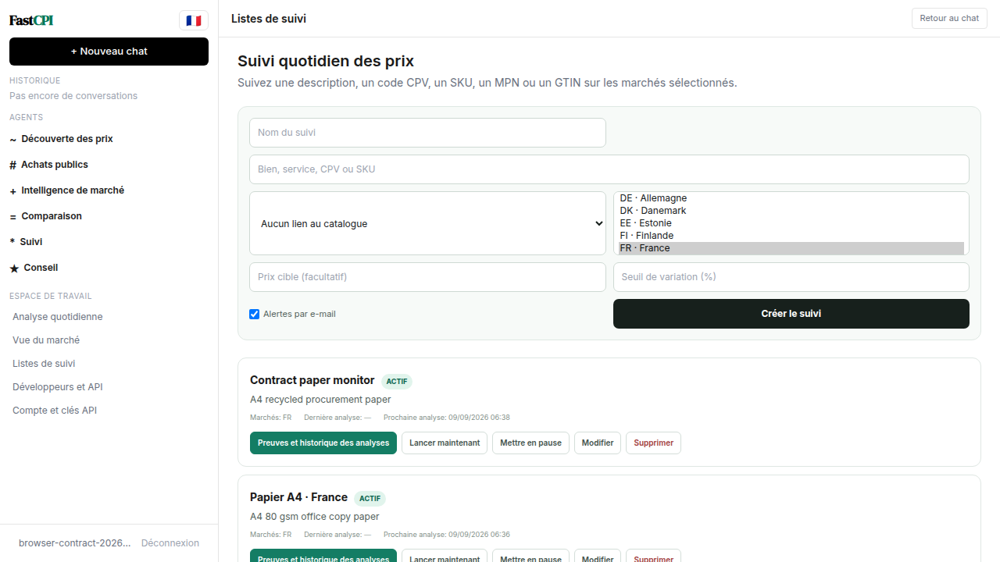 FastCPI
+ Nouveau chat
HISTORIQUE
Pas encore de conversations
AGENTS
~ Découverte des prix
# Achats publics
+ Intelligence de marché
= Comparaison
* Suivi
★ Conseil
ESPACE DE TRAVAIL
Analyse quotidienne
Vue du marché
Listes de suivi
Développeurs et API
Compte et clés API
browser-contract-2026... Déconnexion
Listes de suivi
Retour au chat
Suivi quotidien des prix
Suivez une description, un code CPV, un SKU, un MPN ou un GTIN sur les marchés sélectionnés.
Nom du suivi
Bien, service, CPV ou SKU
Aucun lien au catalogue
DE · Allemagne
DK · Danemark
EE · Estonie
FI · Finlande
FR · France
Prix cible (facultatif)
Seuil de variation (%)
Alertes par e-mail
Créer le suivi
Contract paper monitor ACTIF
A4 recycled procurement paper
Marchés: FR Dernière analyse: — Prochaine analyse: 09/09/2026 06:38
Preuves et historique des analyses Lancer maintenant Mettre en pause Modifier Supprimer
Papier A4 · France ACTIF
A4 80 gsm office copy paper
Marchés: FR Dernière analyse: — Prochaine analyse: 09/09/2026 06:36
Preuves et historique des analyses Lancer maintenant Mettre en pause Modifier Supprimer